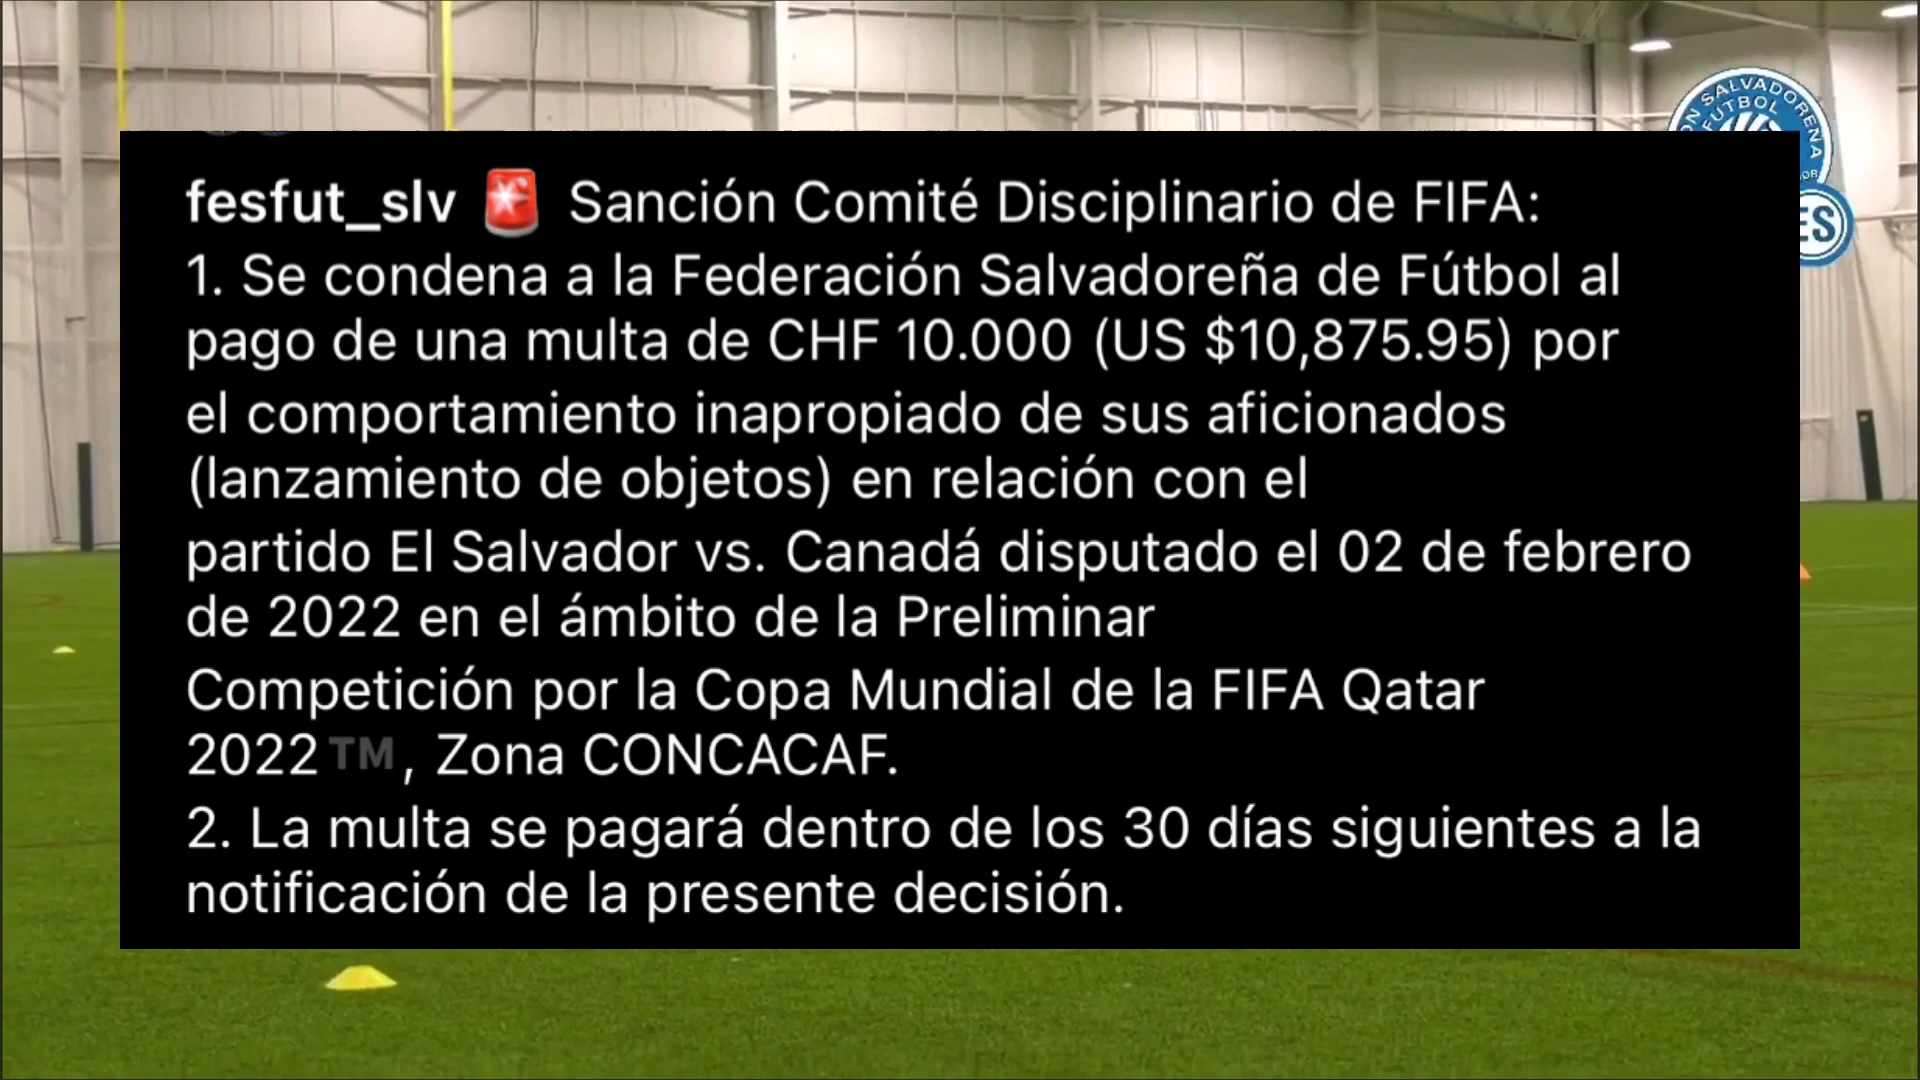 SALVADOREÑA
FUTBOL
ES
fesfut_slv 🚨 Sanción Comité Disciplinario de FIFA:
1. Se condena a la Federación Salvadoreña de Fútbol al
pago de una multa de CHF 10.000 (US $10,875.95) por
el comportamiento inapropiado de sus aficionados
(lanzamiento de objetos) en relación con el
partido El Salvador vs. Canadá disputado el 02 de febrero
de 2022 en el ámbito de la Preliminar
Competición por la Copa Mundial de la FIFA Qatar
2022™, Zona CONCACAF.
2. La multa se pagará dentro de los 30 días siguientes a la
notificación de la presente decisión.